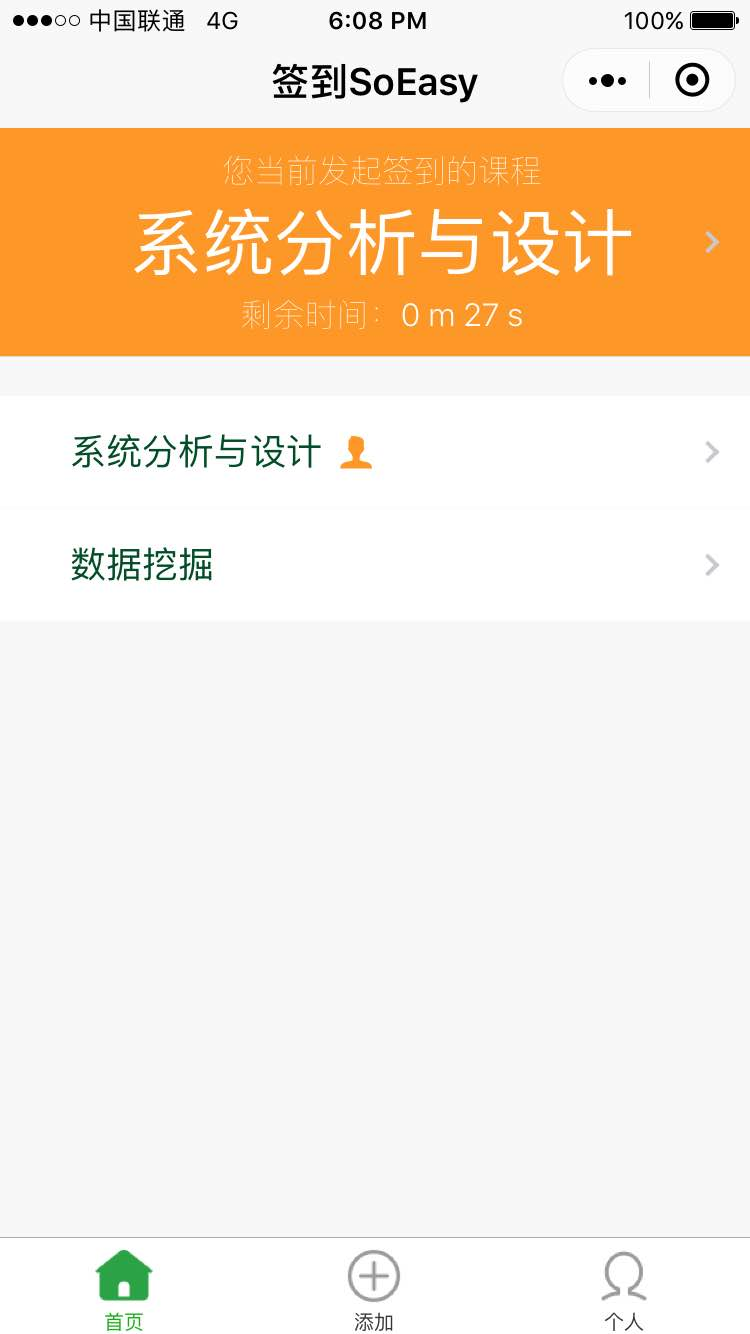 中国联通 4G 6:08 PM 100%
签到SoEasy
您当前发起签到的课程
系统分析与设计
剩余时间：0 m 27 s
系统分析与设计
数据挖掘
首页 添加 个人